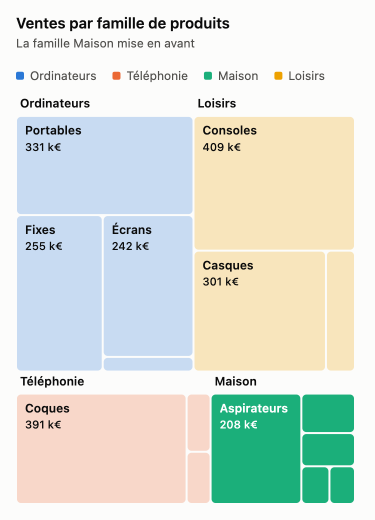 Ventes par famille de produits
La famille Maison mise en avant
Ordinateurs Téléphonie Maison Loisirs
Ordinateurs
Portables
331 k€
Fixes
255 k€
Écrans
242 k€
Loisirs
Consoles
409 k€
Casques
301 k€
Téléphonie
Coques
391 k€
Maison
Aspirateurs
208 k€